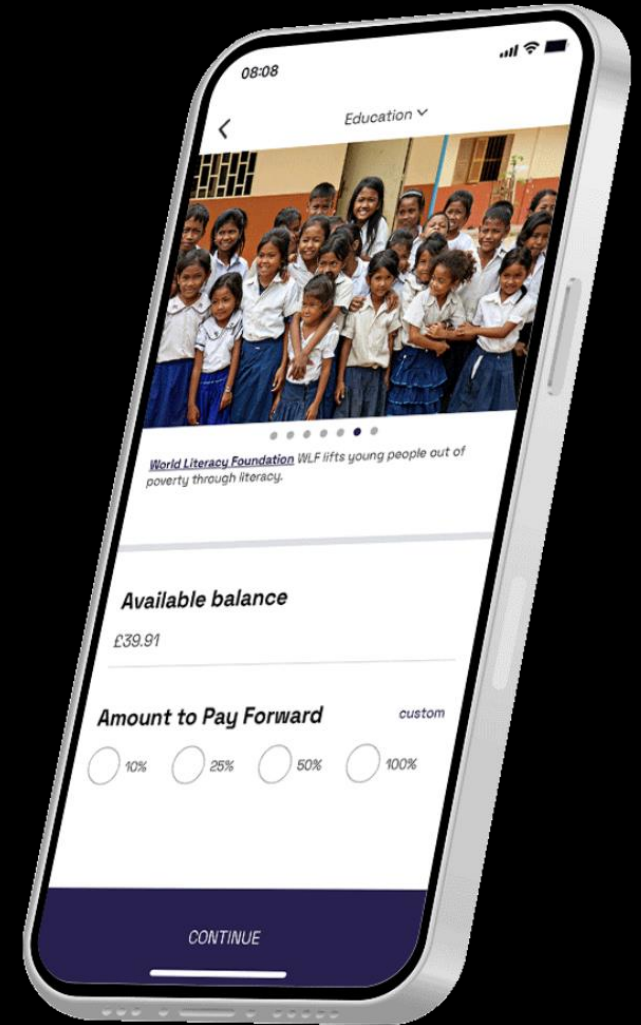 08:08
Education
World Literacy Foundation WLF lifts young people out of
poverty through literacy.
Available balance
£39.91
Amount to Pay Forward custom
10% 25% 50% 100%
CONTINUE